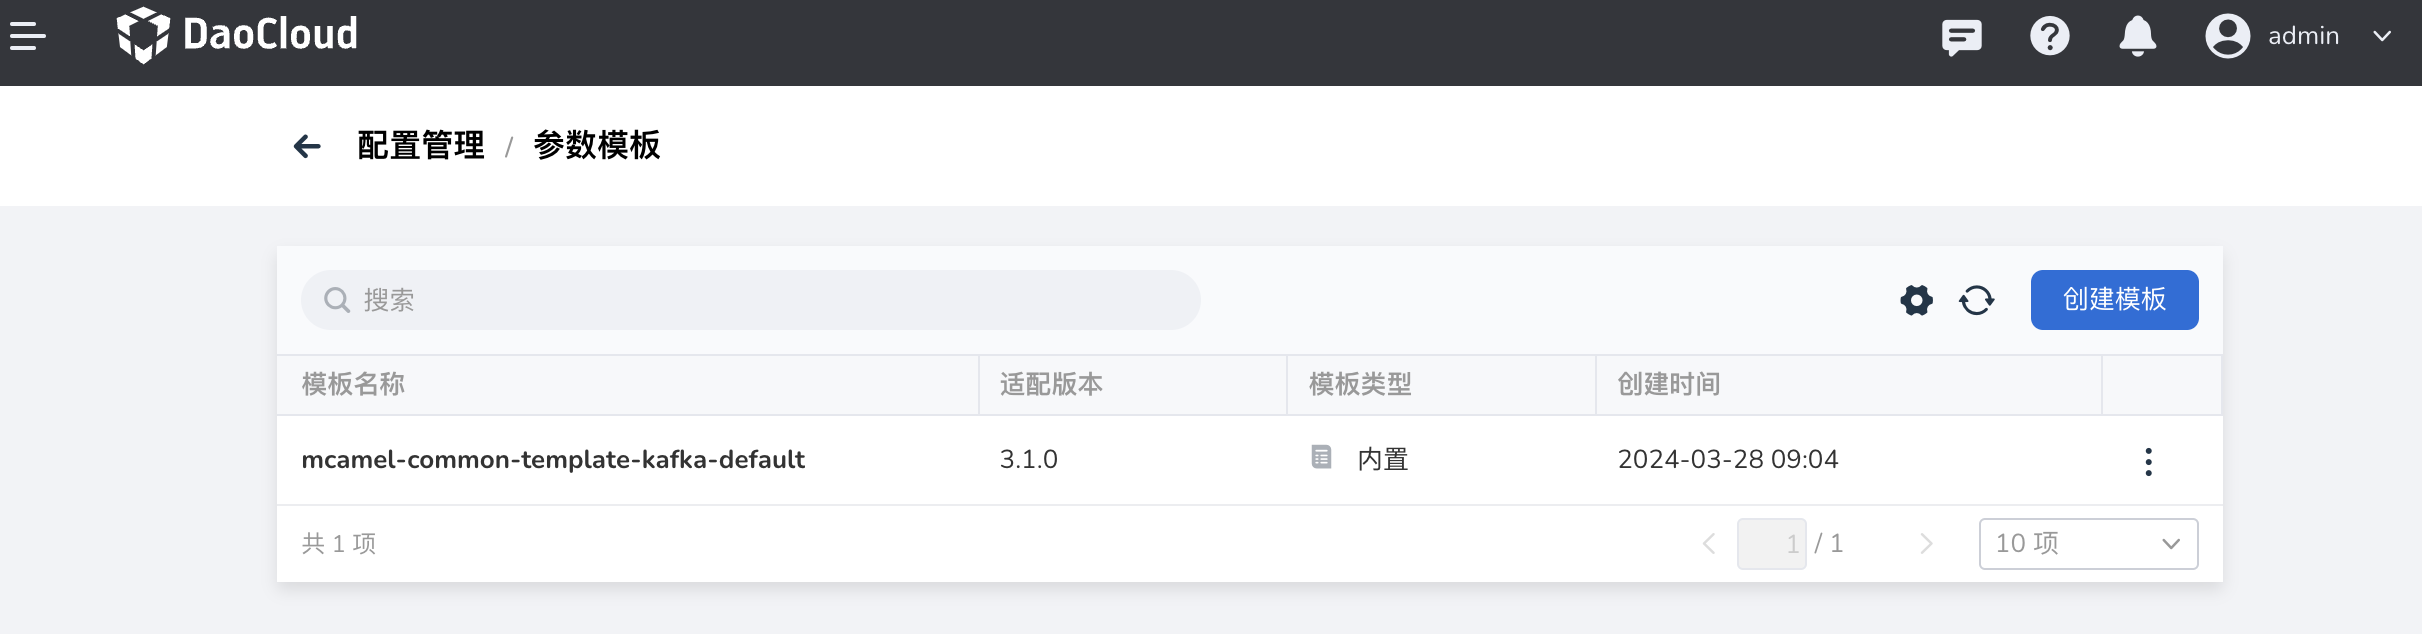 DaoCloud
admin
配置管理 / 参数模板
搜索
创建模板
模板名称 适配版本 模板类型 创建时间
mcamel-common-template-kafka-default 3.1.0 内置 2024-03-28 09:04
共 1 项 1 / 1 10 项